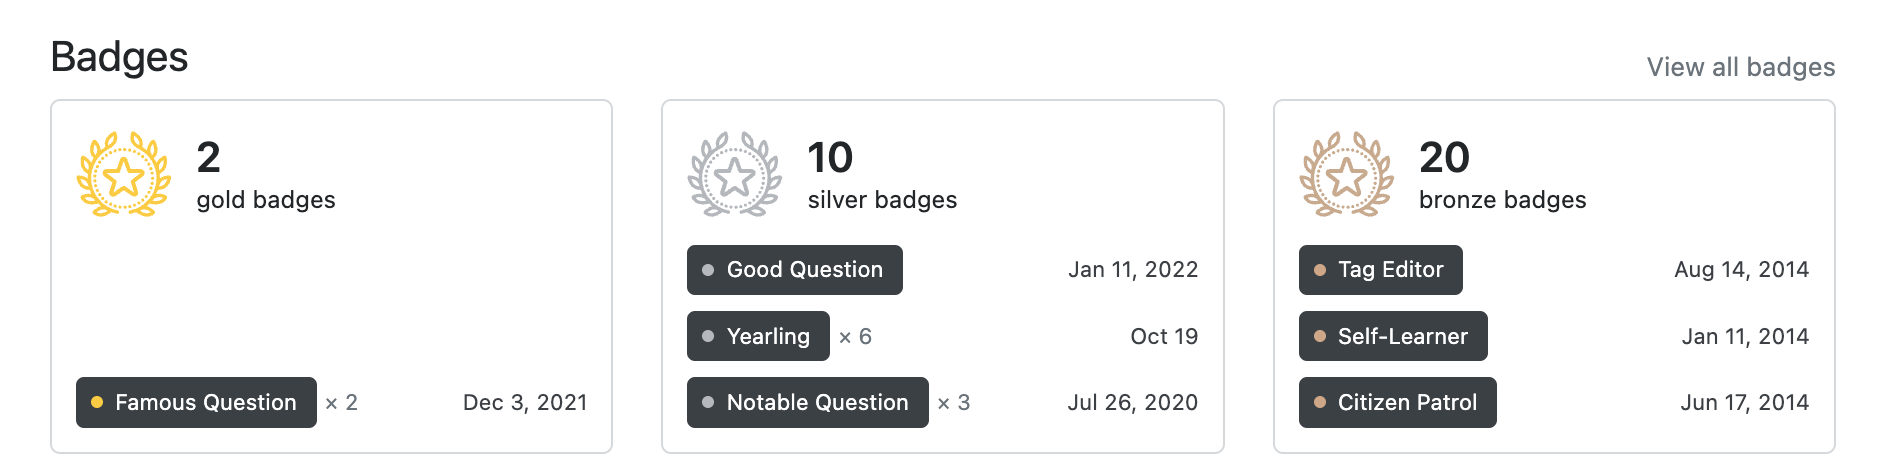 Badges
View all badges
2
gold badges
Famous Question × 2 Dec 3, 2021
10
silver badges
Good Question Jan 11, 2022
Yearling × 6 Oct 19
Notable Question × 3 Jul 26, 2020
20
bronze badges
Tag Editor Aug 14, 2014
Self-Learner Jan 11, 2014
Citizen Patrol Jun 17, 2014